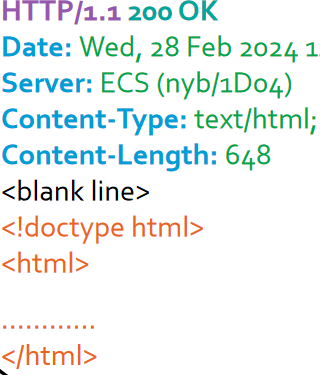 HTTP/1.1 200 OK
Date: Wed, 28 Feb 2024
Server: ECS (nyb/1D04)
Content-Type: text/html;
Content-Length: 648
<blank line>
<!doctype html>
<html>
............
</html>